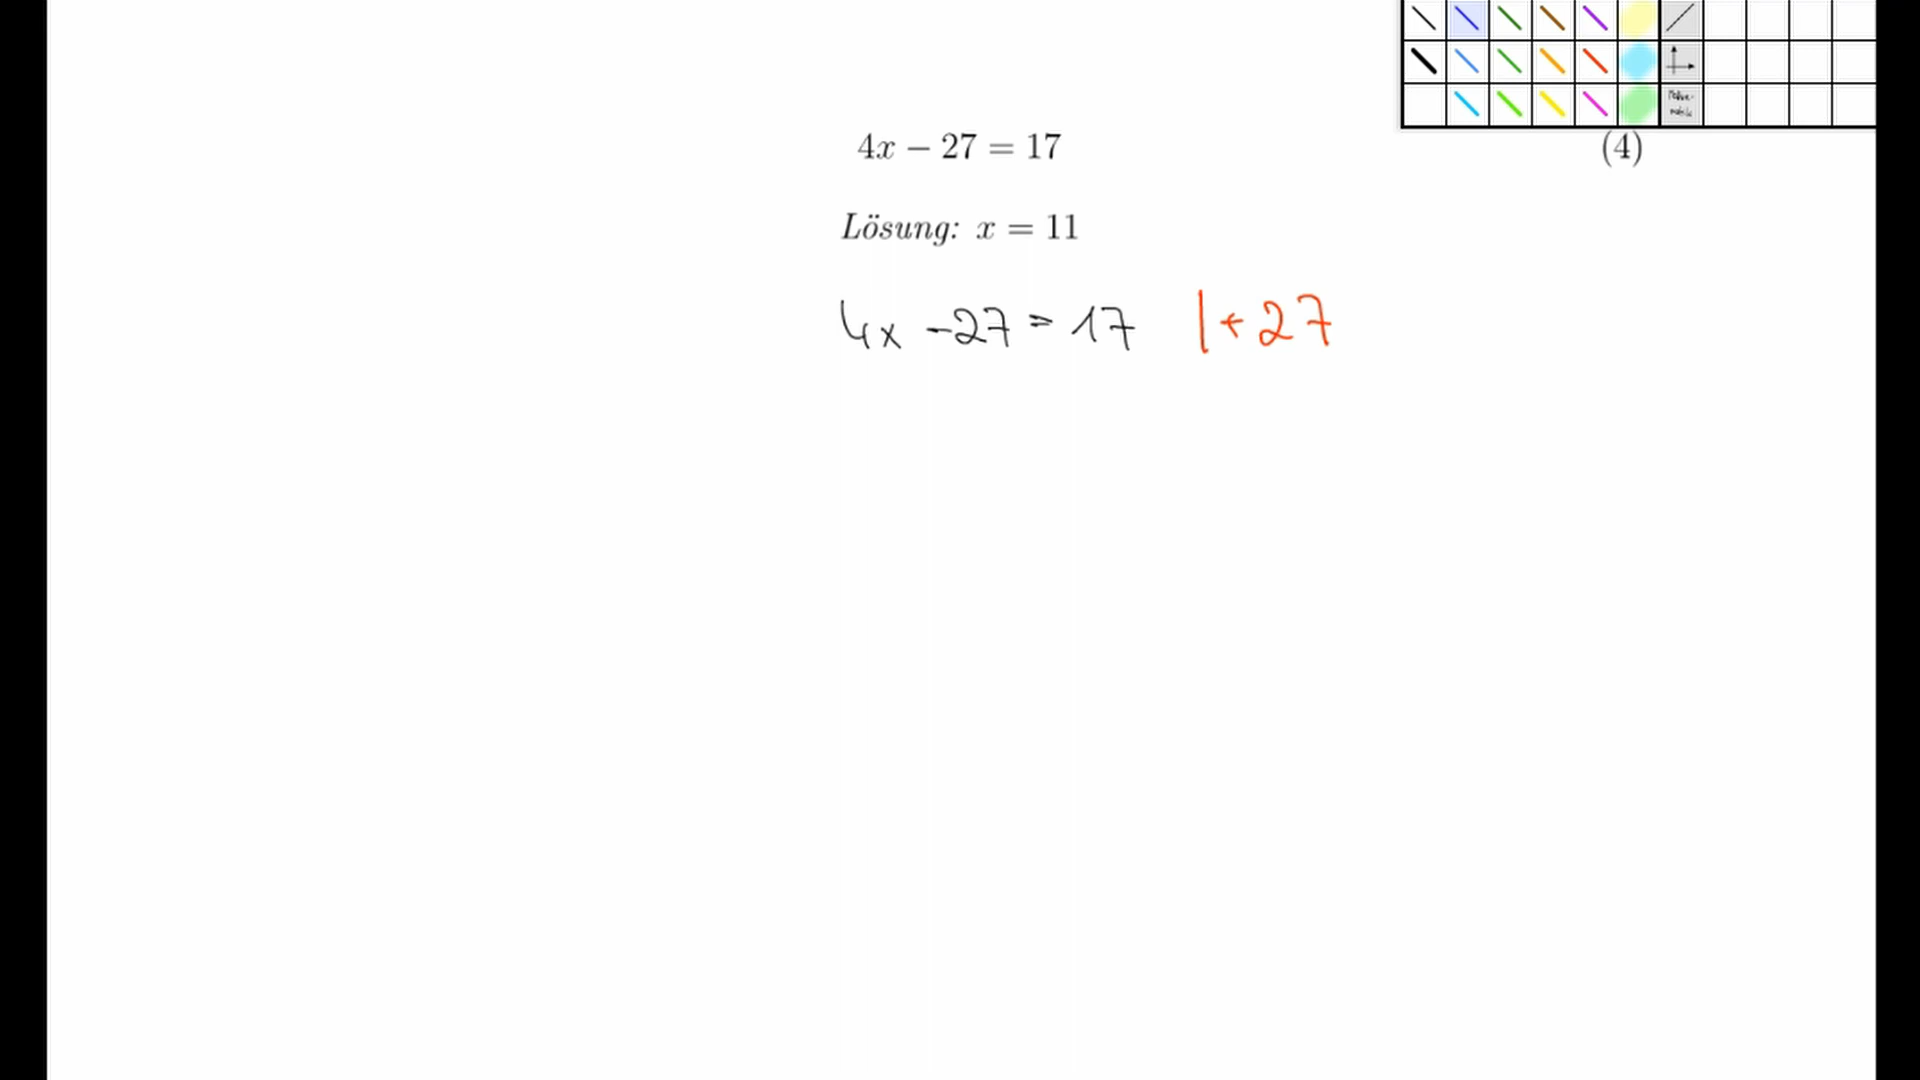 4x − 27 = 17
(4)
Lösung: x = 11
4x − 27 = 17 | + 27